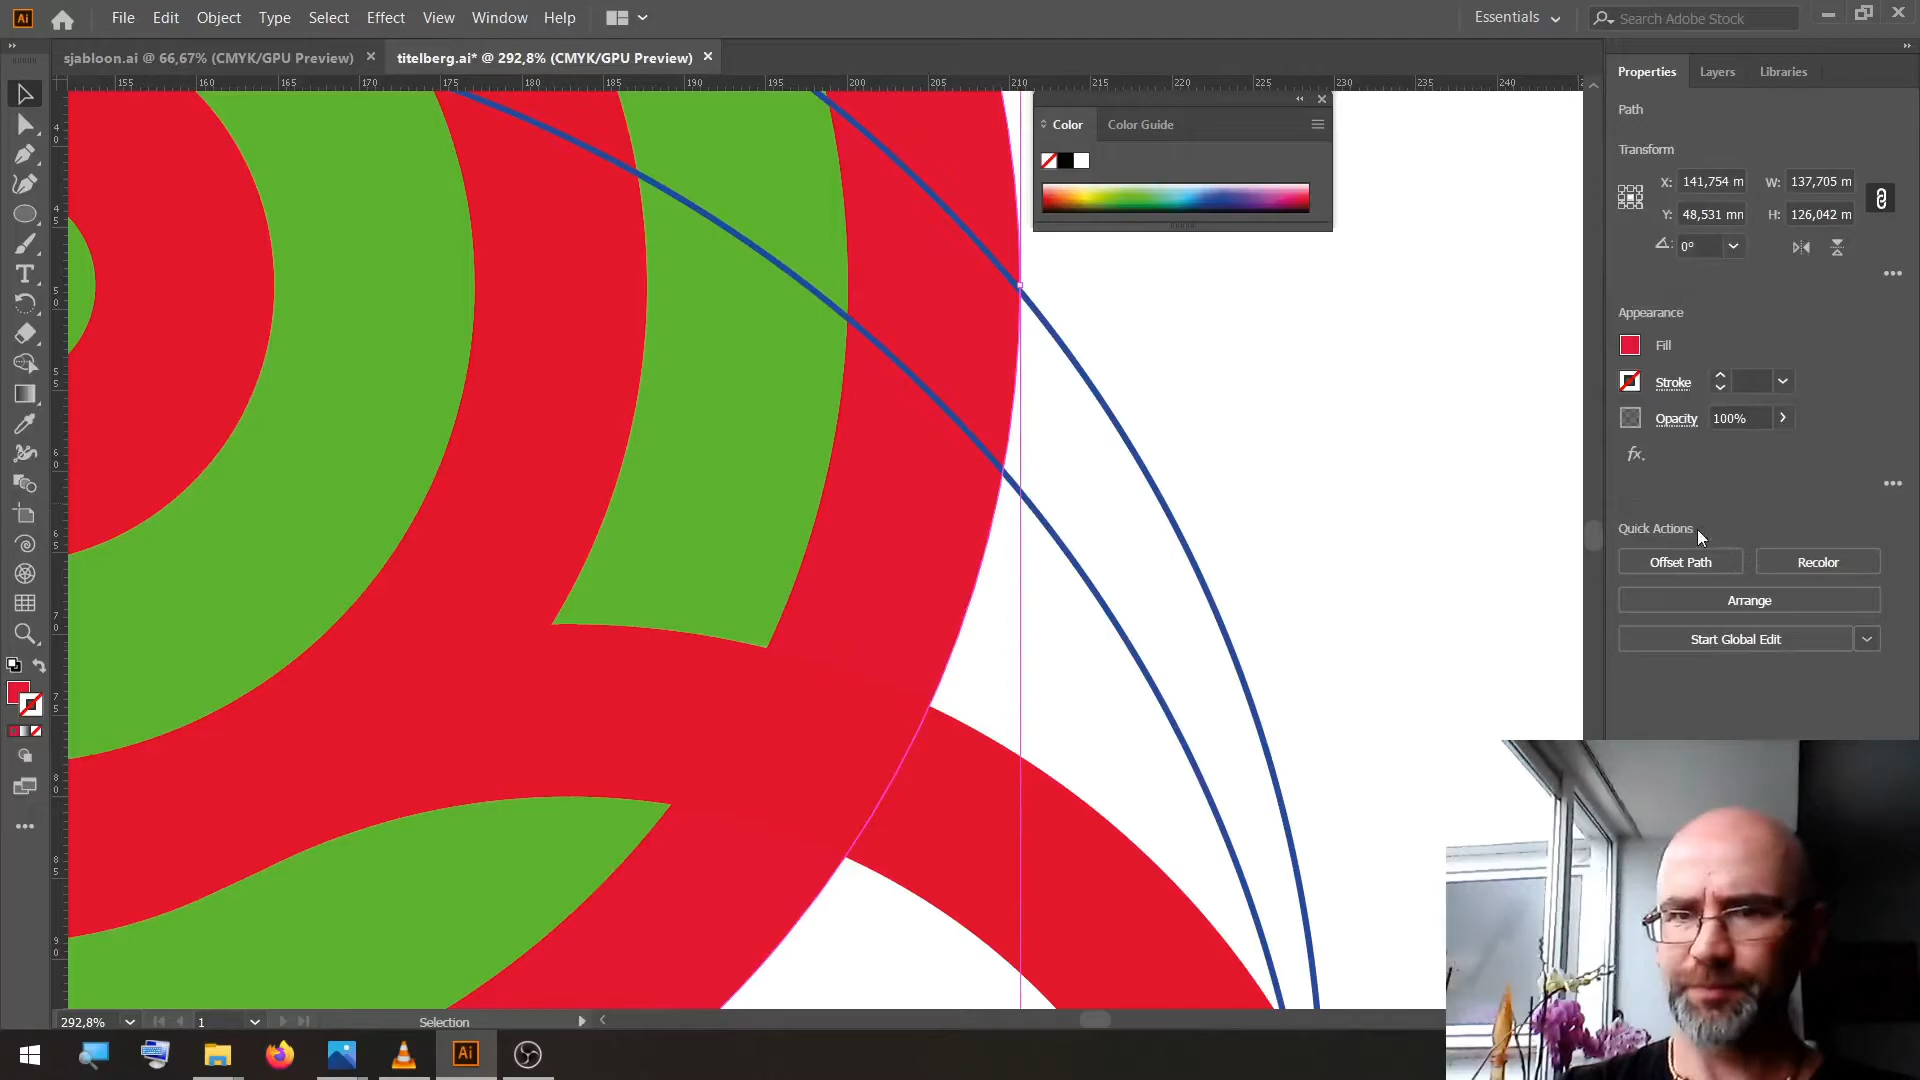 Ai File Edit Object Type Select Effect View Window Help Essentials Search Adobe Stock
sjabloon.ai @ 66,67% (CMYK/GPU Preview) titelberg.ai* @ 292,8% (CMYK/GPU Preview)
Properties Layers Libraries
155 160 165 170 175 180 185 190 195 200 205 210 215 220 225 230 235 240
Color Color Guide
Path
Transform
X: 141,754 m W: 137,705 m
Y: 48,531 mn H: 126,042 m
0°
Appearance
Fill
Stroke
Opacity 100%
fx.
Quick Actions
Offset Path Recolor
Arrange
Start Global Edit
292,8% 1 Selection
Ai